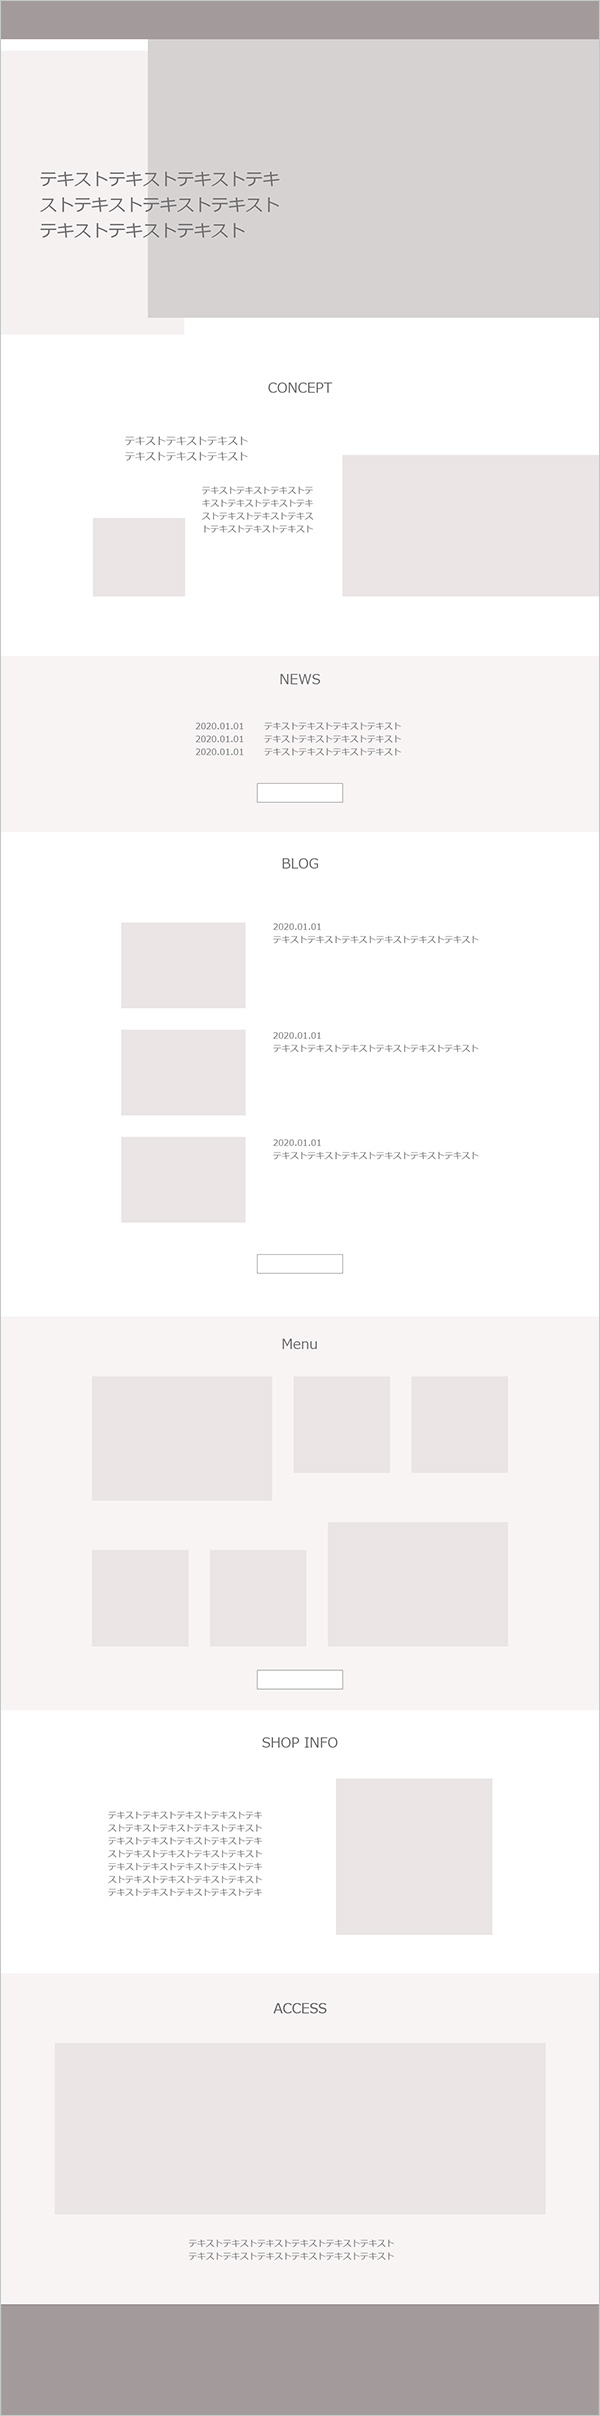 テキストテキストテキストテキ
ストテキストテキストテキスト
テキストテキストテキスト
CONCEPT
テキストテキストテキスト
テキストテキストテキスト
テキストテキストテキストテ
キストテキストテキストテキ
ストテキストテキストテキス
トテキストテキストテキスト
NEWS
2020.01.01 テキストテキストテキストテキスト
2020.01.01 テキストテキストテキストテキスト
2020.01.01 テキストテキストテキストテキスト
BLOG
2020.01.01
テキストテキストテキストテキストテキストテキスト
2020.01.01
テキストテキストテキストテキストテキストテキスト
2020.01.01
テキストテキストテキストテキストテキストテキスト
Menu
SHOP INFO
テキストテキストテキストテキストテキ
ストテキストテキストテキストテキスト
テキストテキストテキストテキストテキ
ストテキストテキストテキストテキスト
テキストテキストテキストテキストテキ
ストテキストテキストテキストテキスト
テキストテキストテキストテキストテキ
ACCESS
テキストテキストテキストテキストテキストテキスト
テキストテキストテキストテキストテキストテキスト